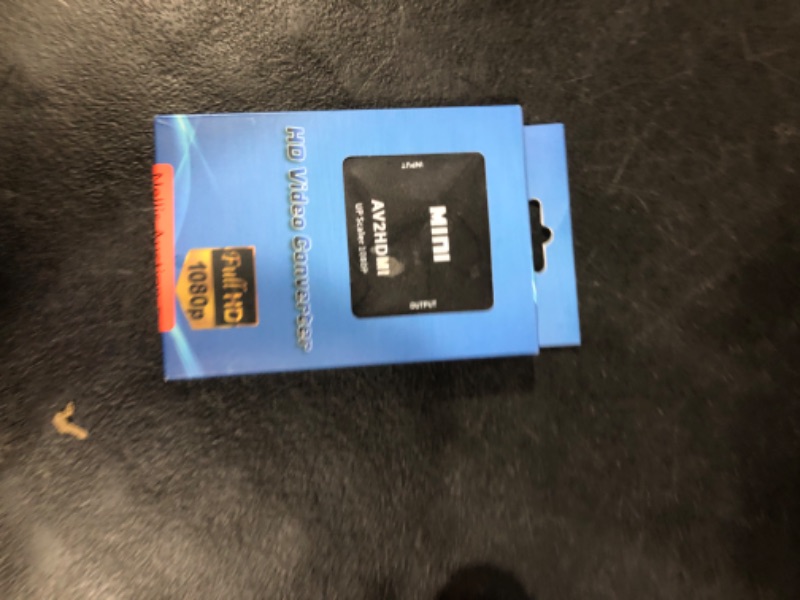 INPUT
MINI
AV2HDMI
UP Scaler 1080P
OUTPUT
HD Video Converter
Full HD
1080p